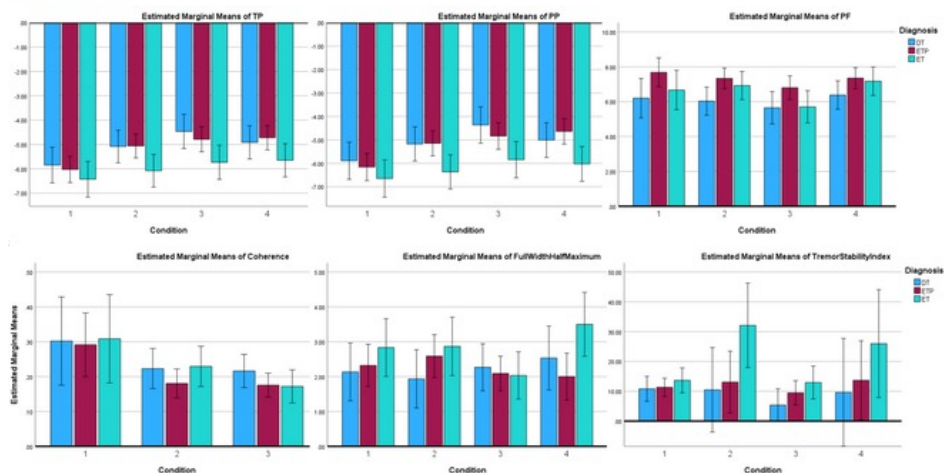 Estimated Marginal Means of TP
.00
-1.00
-2.00
-3.00
-4.00
-5.00
-6.00
-7.00
1 2 3 4
Condition
Estimated Marginal Means of PP
.00
-1.00
-2.00
-3.00
-4.00
-5.00
-6.00
-7.00
1 2 3 4
Condition
Estimated Marginal Means of PF
10.00
8.00
6.00
4.00
2.00
.00
1 2 3 4
Condition
Diagnosis
DT
ETP
ET
Estimated Marginal Means of Coherence
Estimated Marginal Means
.50
.40
.30
.20
.10
.00
1 2 3
Condition
Estimated Marginal Means of FullWidthHalfMaximum
5.00
4.00
3.00
2.00
1.00
.00
1 2 3 4
Condition
Estimated Marginal Means of TremorStabilityIndex
50.00
40.00
30.00
20.00
10.00
.00
1 2 3 4
Condition
Diagnosis
DT
ETP
ET